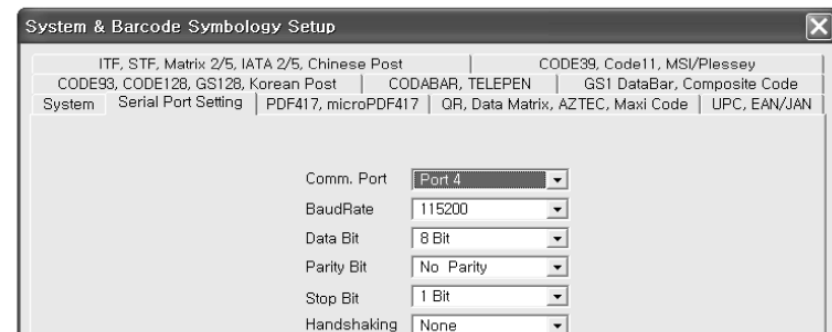 System & Barcode Symbology Setup
ITF, STF, Matrix 2/5, IATA 2/5, Chinese Post | CODE39, Code11, MSI/Plessey
CODE93, CODE128, GS128, Korean Post | CODABAR, TELEPEN | GS1 DataBar, Composite Code
System | Serial Port Setting | PDF417, microPDF417 | QR, Data Matrix, AZTEC, Maxi Code | UPC, EAN/JAN
Comm. Port Port 4
BaudRate 115200
Data Bit 8 Bit
Parity Bit No Parity
Stop Bit 1 Bit
Handshaking None